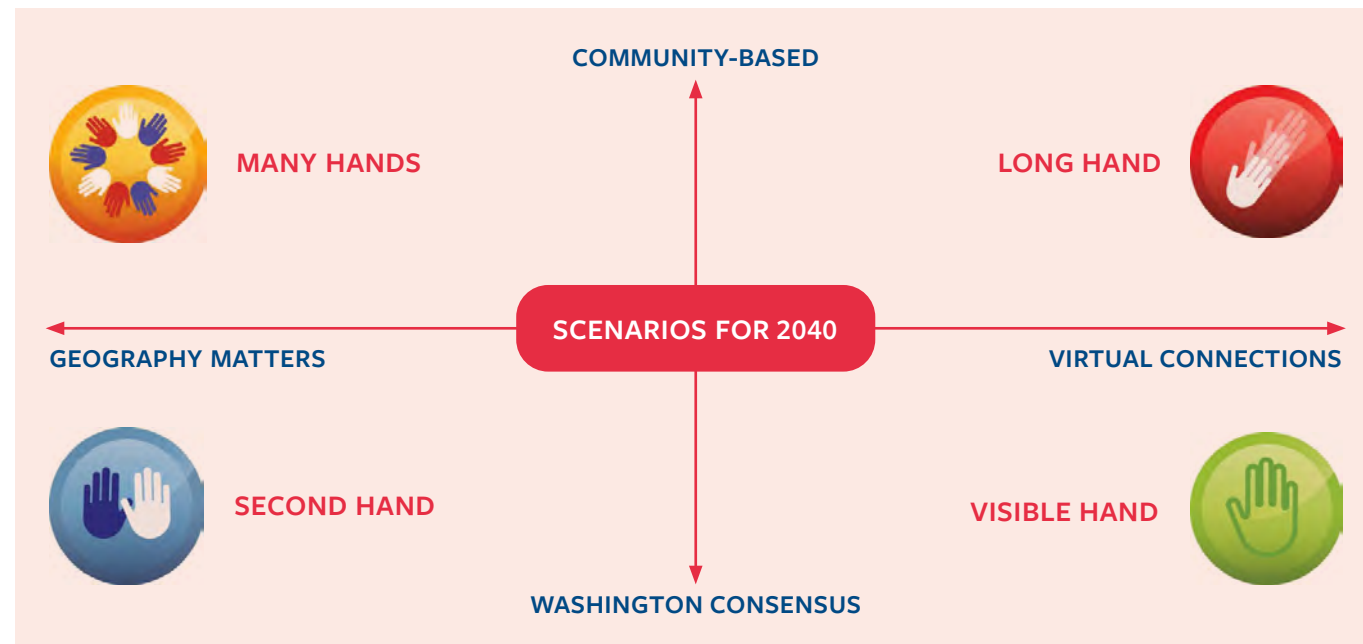 COMMUNITY-BASED
MANY HANDS
LONG HAND
SCENARIOS FOR 2040
GEOGRAPHY MATTERS
VIRTUAL CONNECTIONS
SECOND HAND
VISIBLE HAND
WASHINGTON CONSENSUS